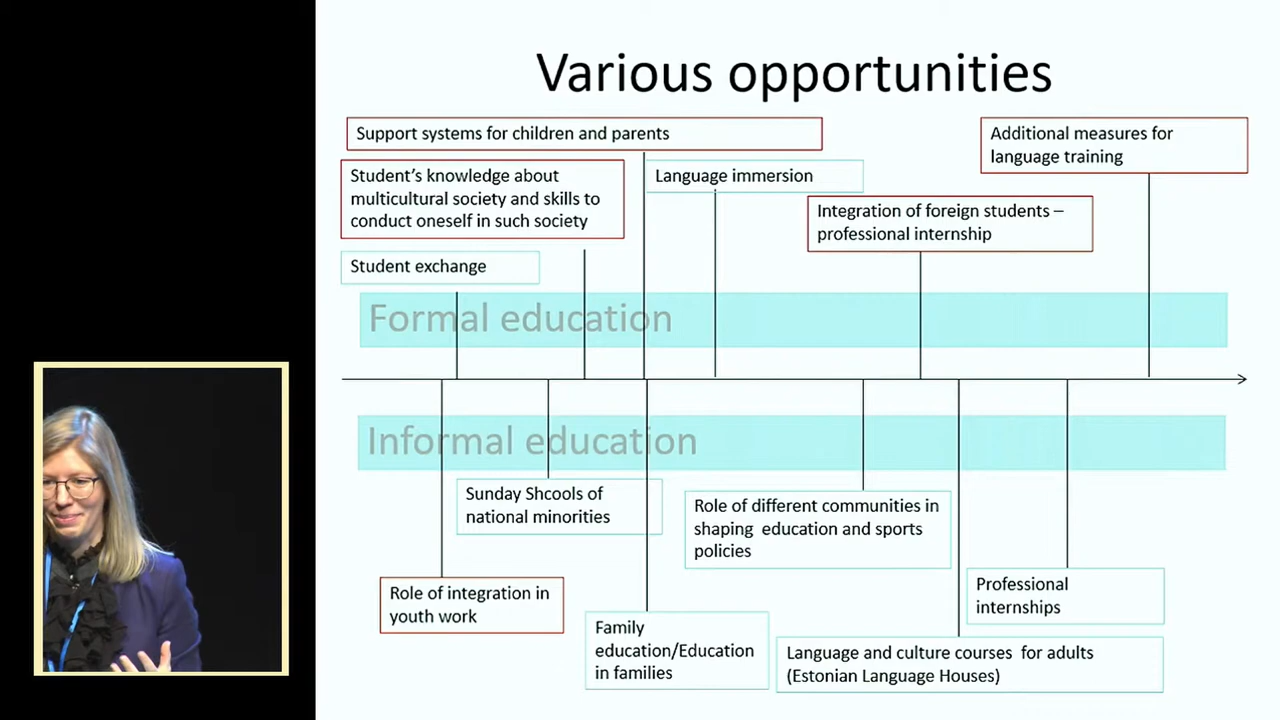 Various opportunities
Support systems for children and parents
Additional measures for
language training
Student's knowledge about
multicultural society and skills to
conduct oneself in such society
Language immersion
Integration of foreign students –
professional internship
Student exchange
Formal education
Informal education
Sunday Shcools of
national minorities
Role of different communities in
shaping education and sports
policies
Role of integration in
youth work
Professional
internships
Family
education/Education
in families
Language and culture courses for adults
(Estonian Language Houses)